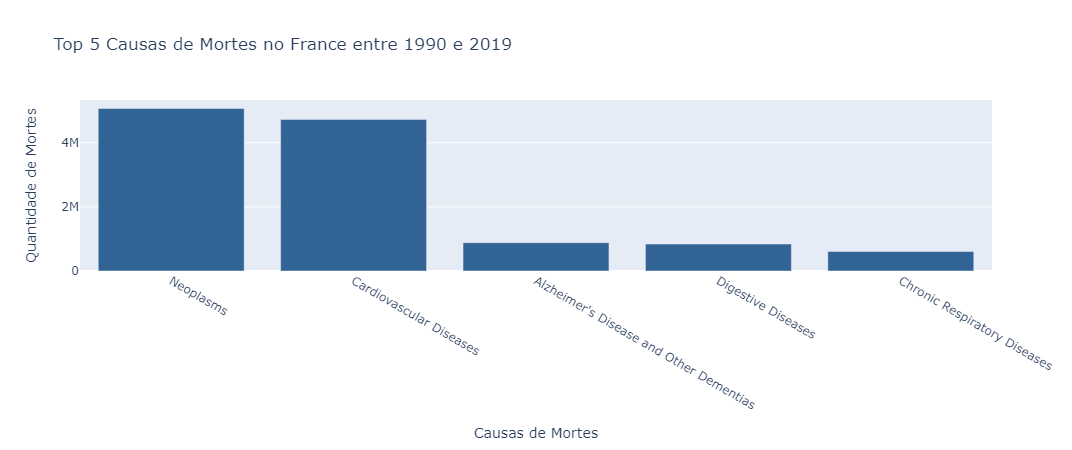 Top 5 Causas de Mortes no France entre 1990 e 2019
Quantidade de Mortes
4M
2M
0
Neoplasms
Cardiovascular Diseases
Alzheimer's Disease and Other Dementias
Digestive Diseases
Chronic Respiratory Diseases
Causas de Mortes